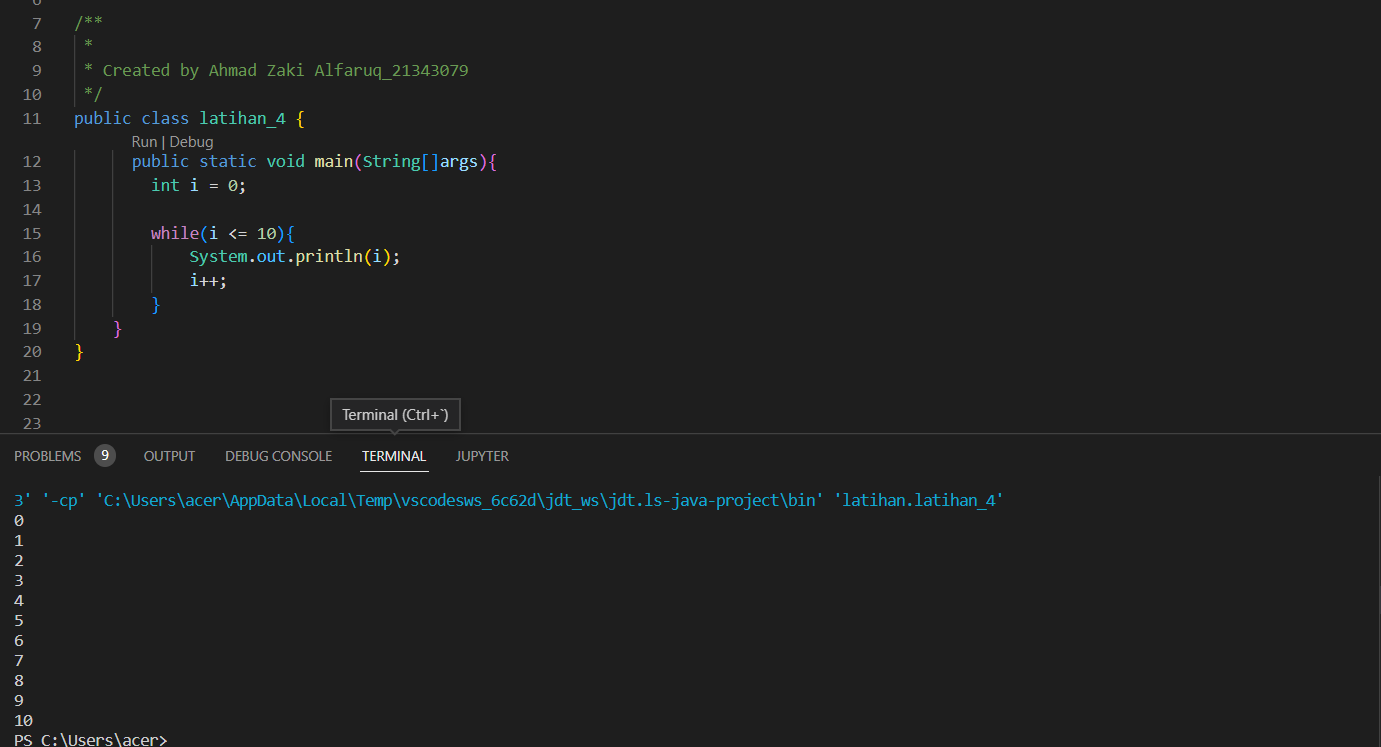 7 /**
8 *
9 * Created by Ahmad Zaki Alfaruq_21343079
10 */
11 public class latihan_4 {
Run | Debug
12 public static void main(String[]args){
13 int i = 0;
14
15 while(i <= 10){
16 System.out.println(i);
17 i++;
18 }
19 }
20 }
21
22
23
Terminal (Ctrl+`)
PROBLEMS 9 OUTPUT DEBUG CONSOLE TERMINAL JUPYTER
3' '-cp' 'C:\Users\acer\AppData\Local\Temp\vscodesws_6c62d\jdt_ws\jdt.ls-java-project\bin' 'latihan.latihan_4'
0
1
2
3
4
5
6
7
8
9
10
PS C:\Users\acer>